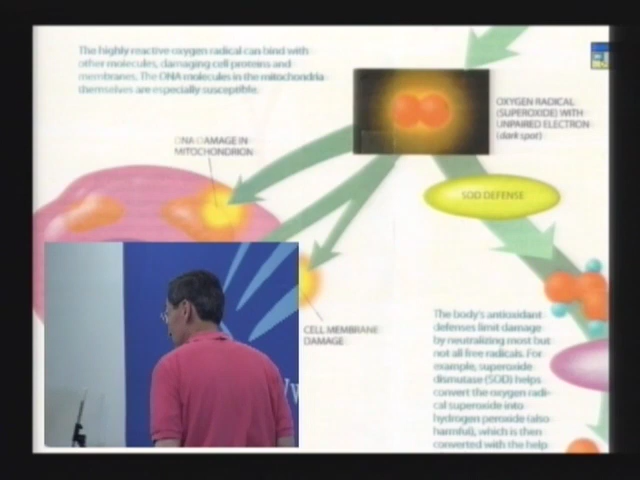 The highly reactive oxygen radical can bind with
other molecules, damaging cell proteins and
membranes. The DNA molecules in the mitochondria
themselves are especially susceptible.
DNA DAMAGE IN
MITOCHONDRION
OXYGEN RADICAL
(SUPEROXIDE) WITH
UNPAIRED ELECTRON
(dark spot)
SOD DEFENSE
CELL MEMBRANE
DAMAGE
The body's antioxidant
defenses limit damage
by neutralizing most but
not all free radicals. For
example, superoxide
dismutase (SOD) helps
convert the oxygen radi-
cal superoxide into
hydrogen peroxide (also
harmful), which is then
converted with the help